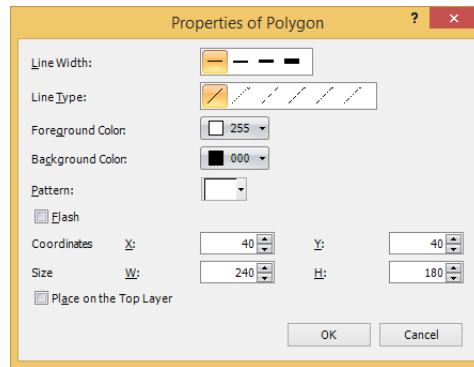 Properties of Polygon ? ×
Line Width:
Line Type:
Foreground Color: 255
Background Color: 000
Pattern:
Flash
Coordinates X: 40 Y: 40
Size W: 240 H: 180
Place on the Top Layer
OK Cancel